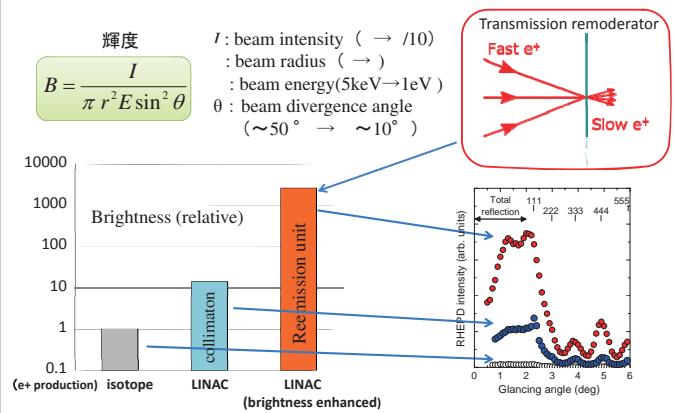 輝度
B = I / π r² E sin² θ
I : beam intensity ( → /10)
: beam radius ( → )
: beam energy(5keV→1eV )
θ : beam divergence angle
(〜50 ° → 〜10° )
Transmission remoderator
Fast e+
Slow e+
10000
1000
100
10
1
0.1
Brightness (relative)
collimaton
Reemission unit
(e+ production)
isotope
LINAC
LINAC
(brightness enhanced)
RHEPD intensity (arb. units)
Total
reflection
111
222
333
444
555
0 1 2 3 4 5 6
Glancing angle (deg)